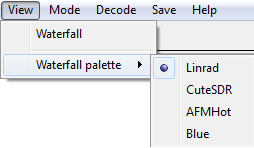 View Mode Decode Save Help
Waterfall
Waterfall palette
Linrad
CuteSDR
AFMHot
Blue